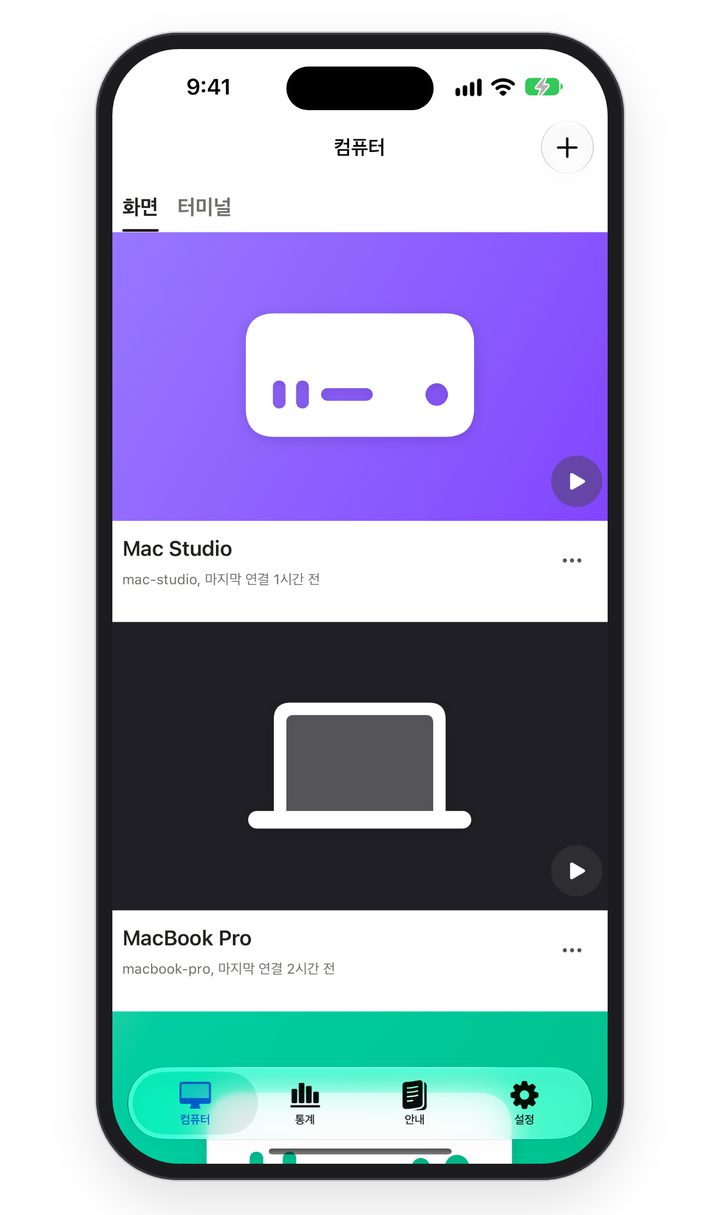 9:41
컴퓨터
화면 터미널
Mac Studio
mac-studio, 마지막 연결 1시간 전
MacBook Pro
macbook-pro, 마지막 연결 2시간 전
컴퓨터 통계 안내 설정